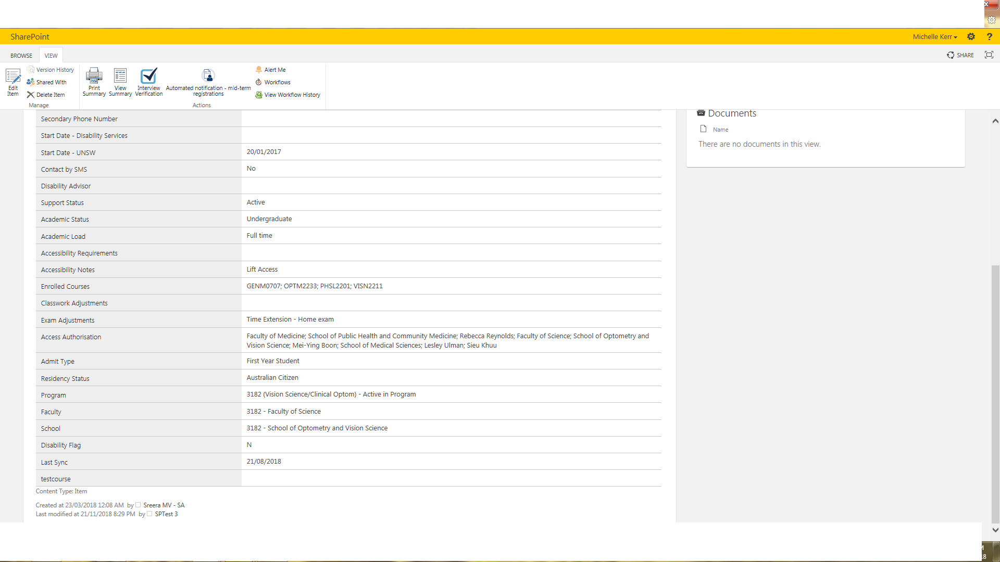 SharePoint
Michelle Kerr
?
BROWSE
VIEW
SHARE
Edit Item
Version History
Shared With
Delete Item
Manage
Print Summary
View Summary
Interview Verification
Automated notification - mid-term registrations
Alert Me
Workflows
View Workflow History
Actions
Secondary Phone Number
Start Date - Disability Services
Start Date - UNSW 20/01/2017
Contact by SMS No
Disability Advisor
Support Status Active
Academic Status Undergraduate
Academic Load Full time
Accessibility Requirements
Accessibility Notes Lift Access
Enrolled Courses GENM0707; OPTM2233; PHSL2201; VISN2211
Classwork Adjustments
Exam Adjustments Time Extension - Home exam
Access Authorisation Faculty of Medicine; School of Public Health and Community Medicine; Rebecca Reynolds; Faculty of Science; School of Optometry and
Vision Science; Mei-Ying Boon; School of Medical Sciences; Lesley Ulman; Sieu Khuu
Admit Type First Year Student
Residency Status Australian Citizen
Program 3182 (Vision Science/Clinical Optom) - Active in Program
Faculty 3182 - Faculty of Science
School 3182 - School of Optometry and Vision Science
Disability Flag N
Last Sync 21/08/2018
testcourse
Content Type: Item
Created at 23/03/2018 12:08 AM by Sreera MV - SA
Last modified at 21/11/2018 8:29 PM by SPTest 3
Documents
Name
There are no documents in this view.